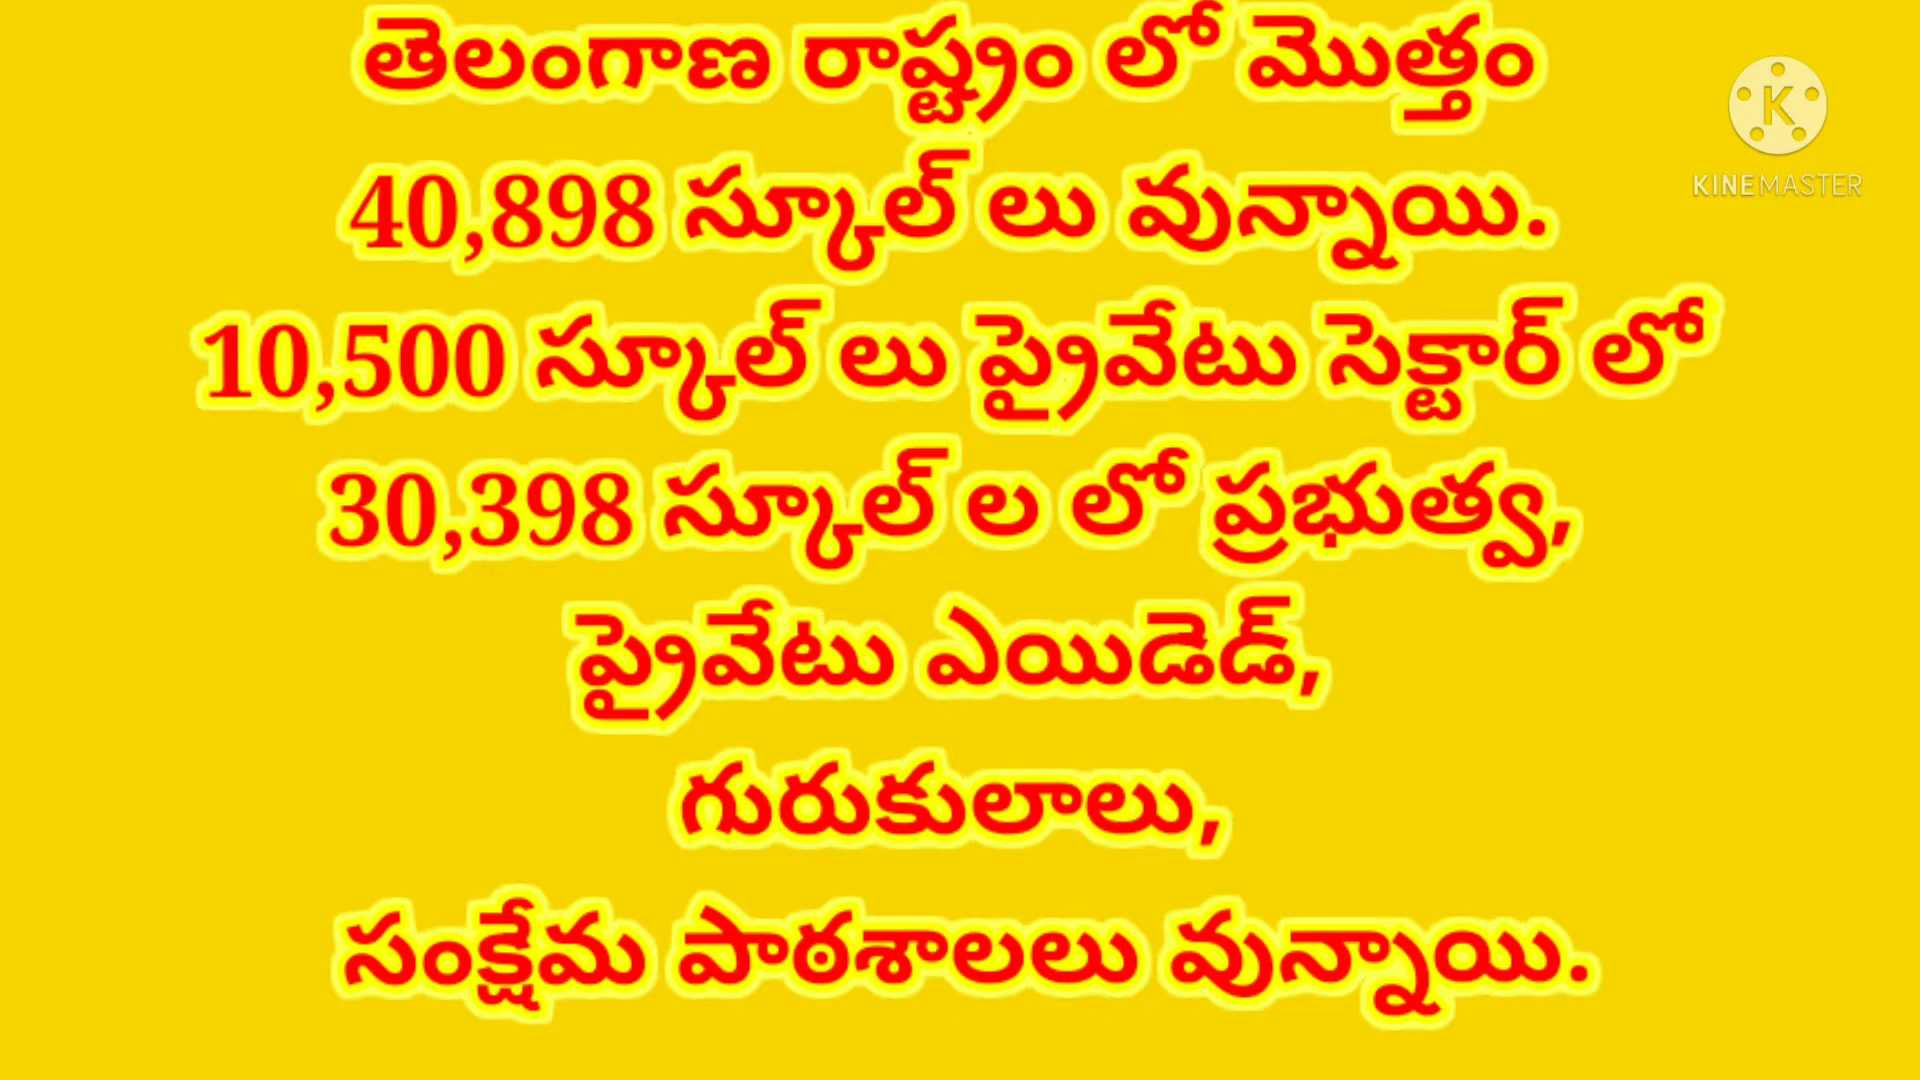 తెలంగాణ రాష్ట్రం లో మొత్తం
40,898 స్కూల్ లు వున్నాయి.
10,500 స్కూల్ లు ప్రైవేటు సెక్టార్ లో
30,398 స్కూల్ ల లో ప్రభుత్వ,
ప్రైవేటు ఎయిడెడ్,
గురుకులాలు,
సంక్షేమ పాఠశాలలు వున్నాయి.
K
KINEMASTER